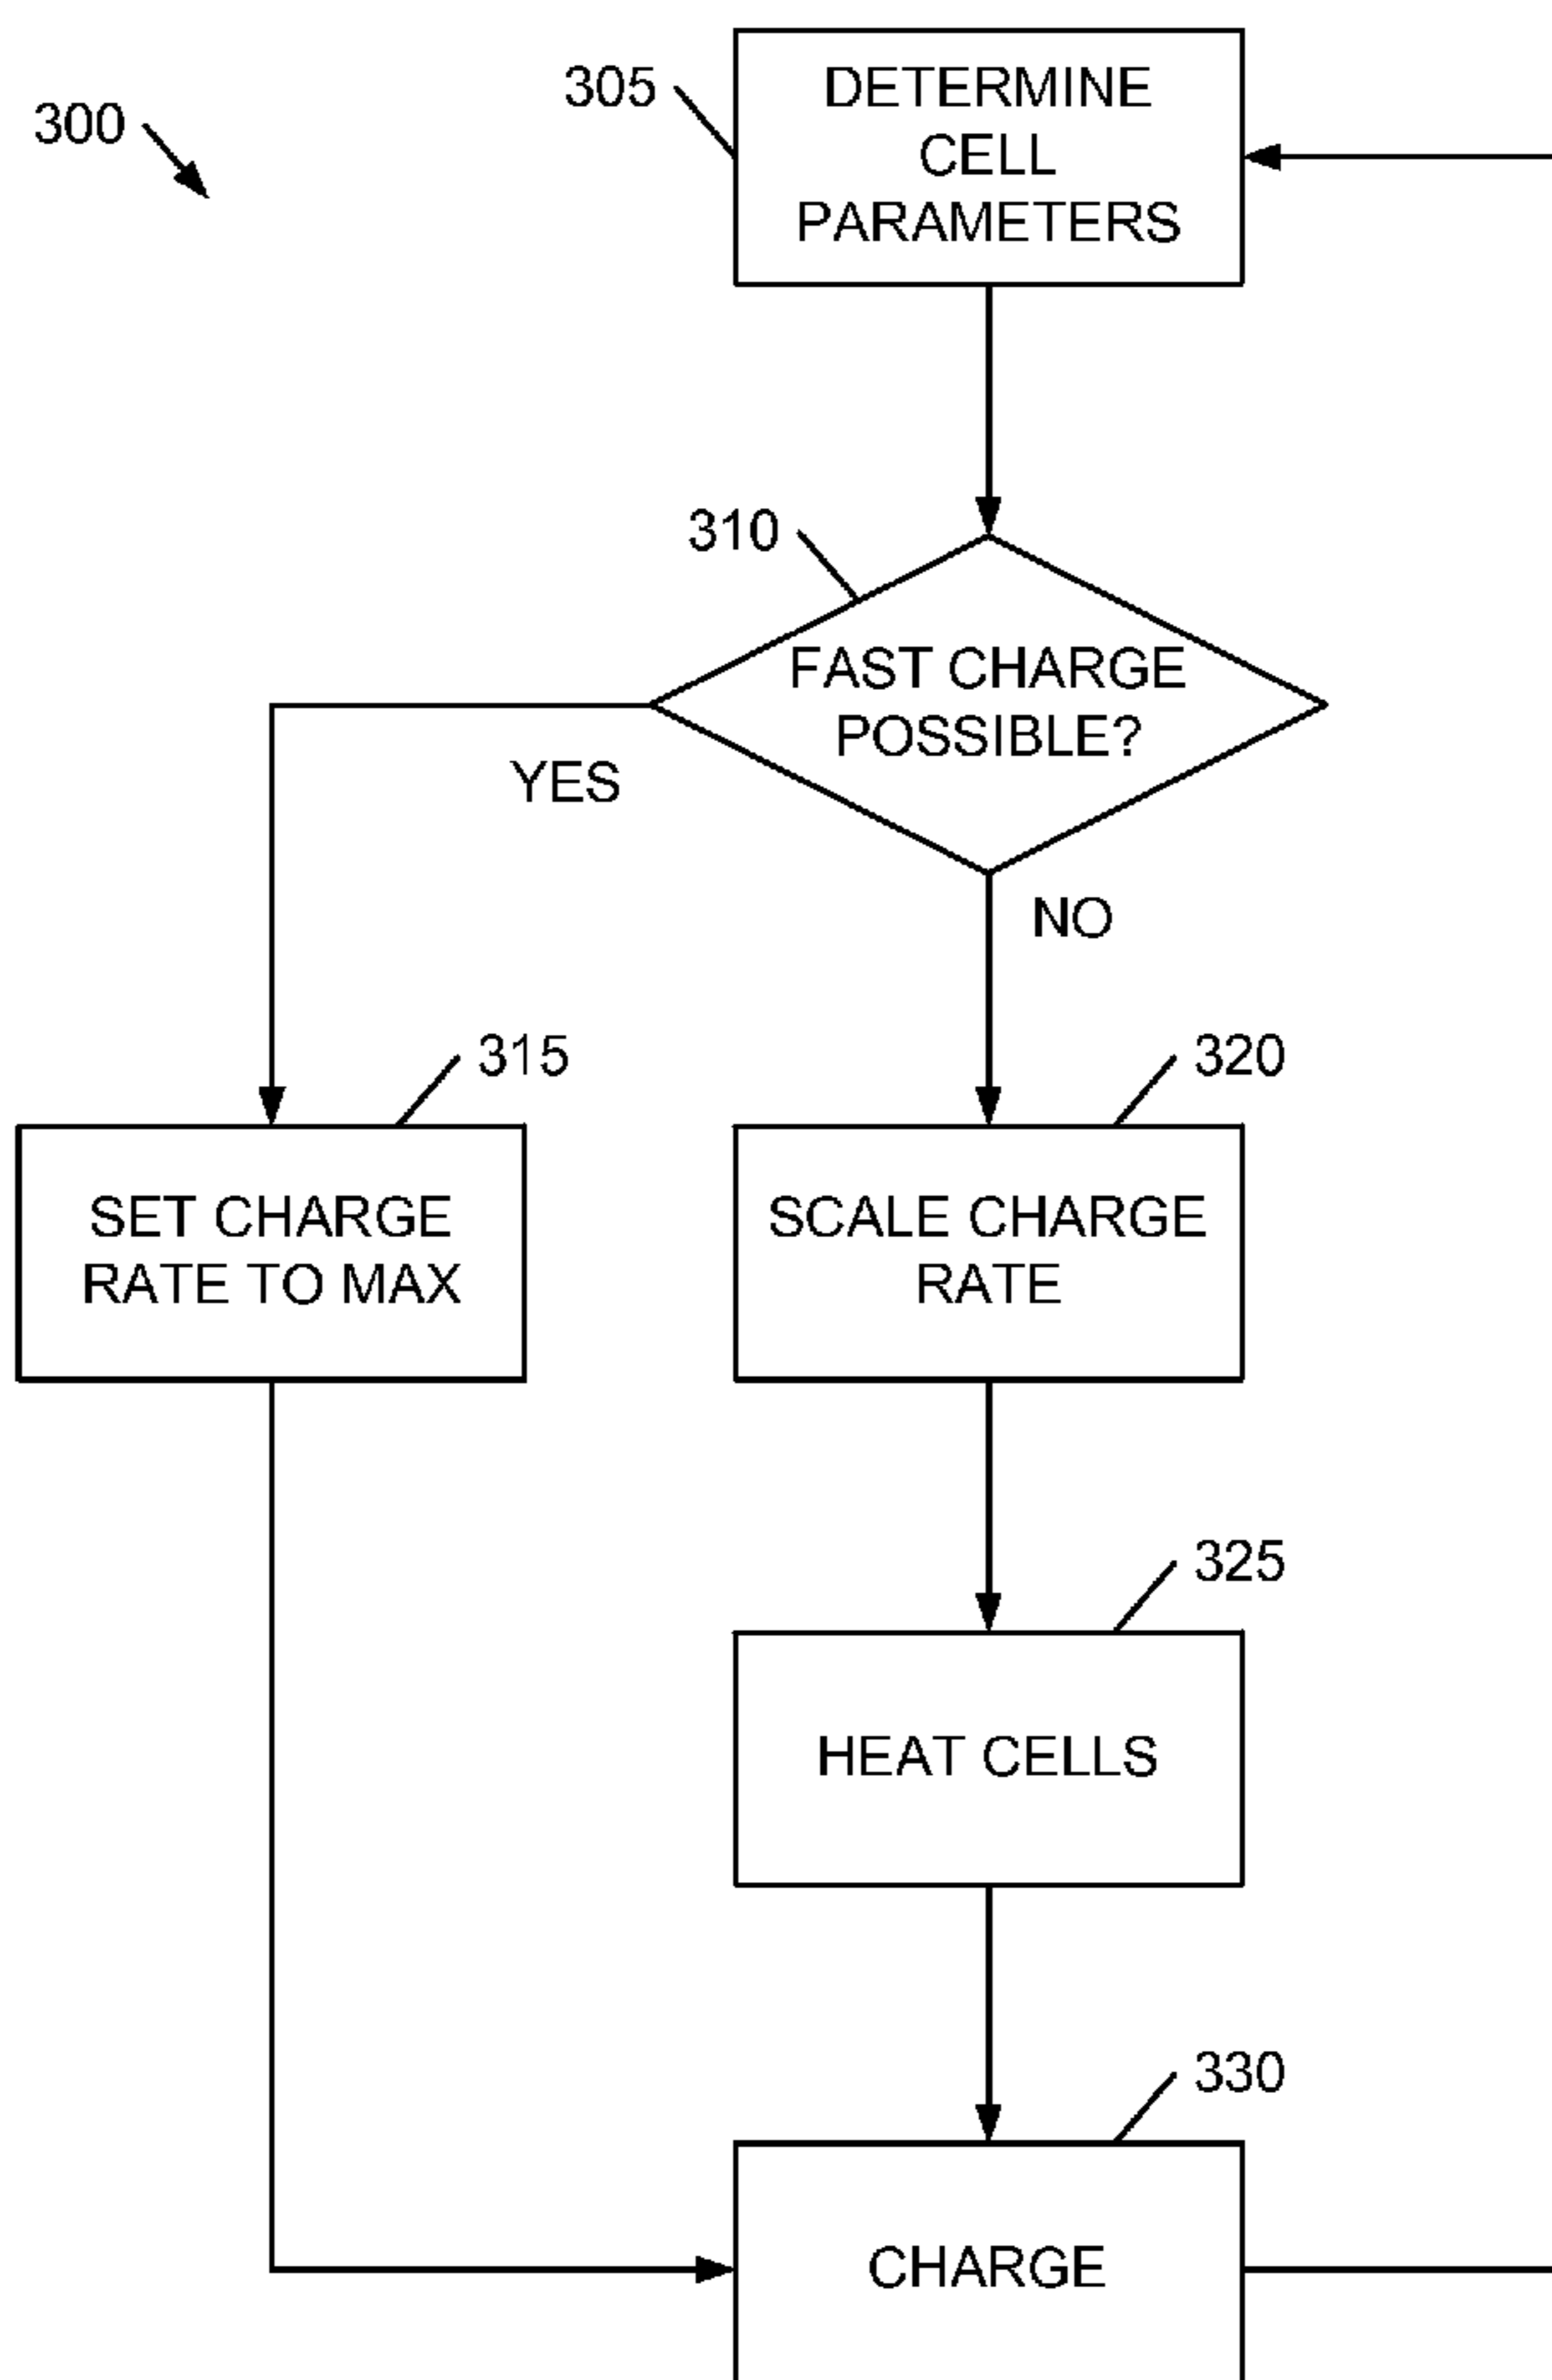 300
305
DETERMINE
CELL
PARAMETERS
310
FAST CHARGE
POSSIBLE?
YES
NO
315
SET CHARGE
RATE TO MAX
320
SCALE CHARGE
RATE
325
HEAT CELLS
330
CHARGE